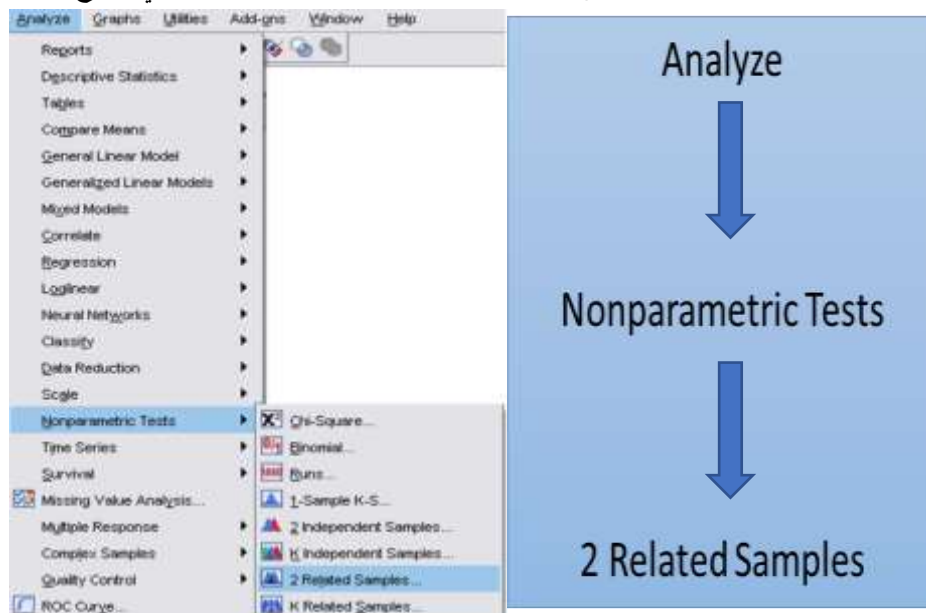 Analyze Graphs Utilities Add-ons Window Help
Reports
Descriptive Statistics
Tables
Compare Means
General Linear Model
Generalized Linear Models
Mixed Models
Correlate
Regression
Loglinear
Neural Networks
Classify
Data Reduction
Scale
Nonparametric Tests
Time Series
Survival
Missing Value Analysis...
Multiple Response
Complex Samples
Quality Control
ROC Curve...
Chi-Square...
Binomial...
Runs...
1-Sample K-S...
2 Independent Samples...
K Independent Samples...
2 Related Samples...
K Related Samples...
Analyze
Nonparametric Tests
2 Related Samples